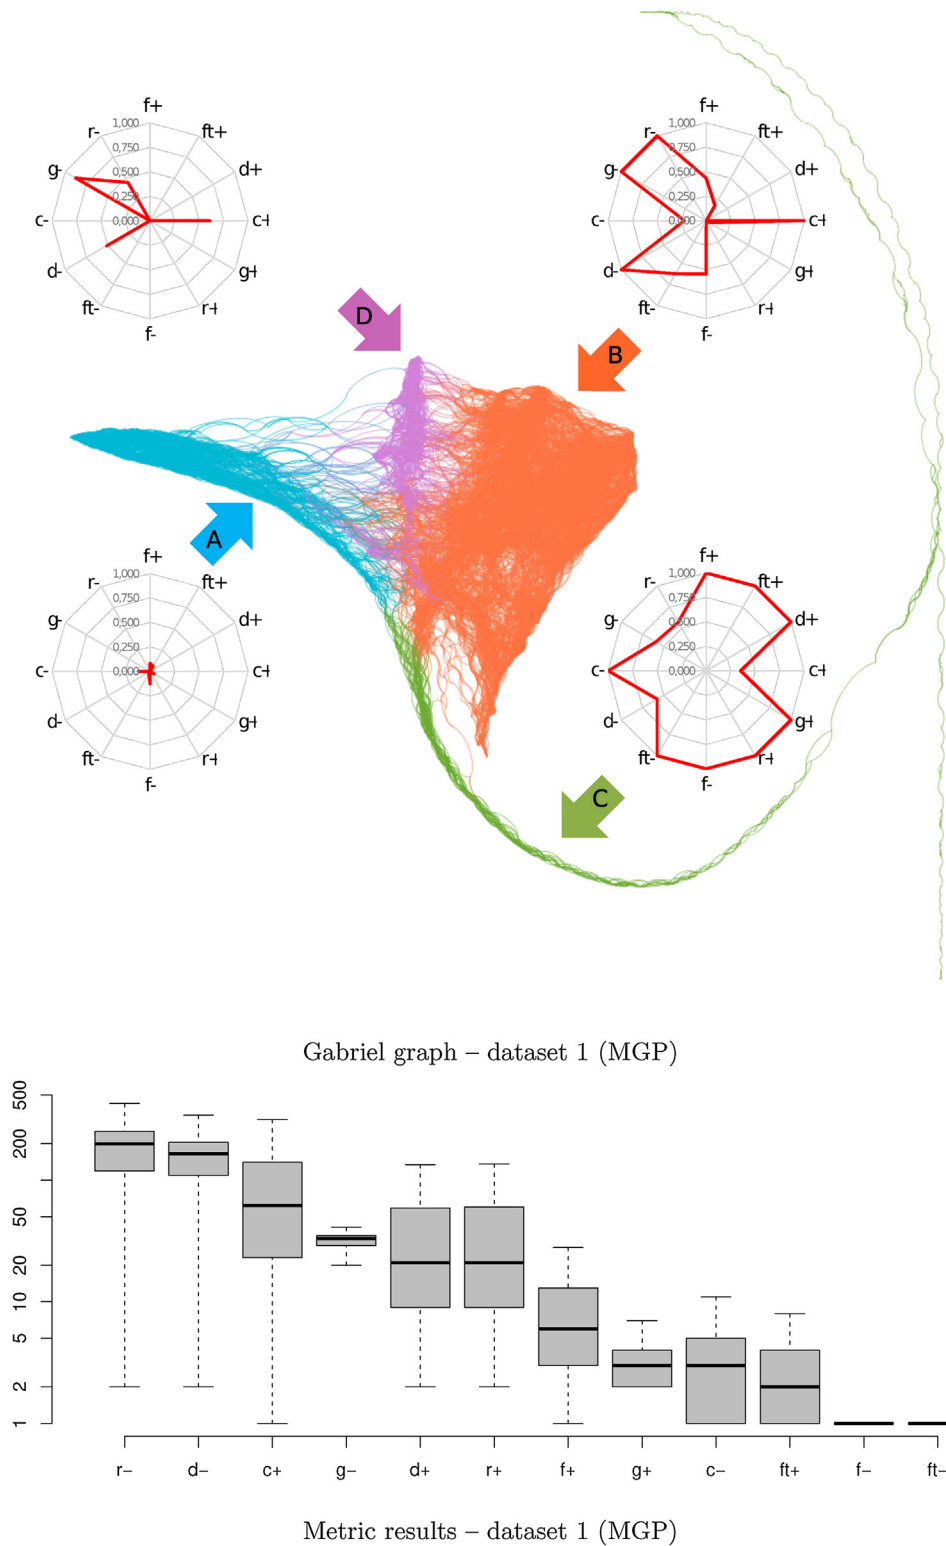 f+
r- ft+
g- d+
c- c+
d- g+
ft- r+
f-
1,000
0,750
0,500
0,250
0,000
f+
r- ft+
g- d+
c- c+
d- g+
ft- r+
f-
1,000
0,750
0,500
0,250
0,000
D
B
A
C
f+
r- ft+
g- d+
c- c+
d- g+
ft- r+
f-
1,000
0,750
0,500
0,250
0,000
f+
r- ft+
g- d+
c- c+
d- g+
ft- r+
f-
1,000
0,750
0,500
0,250
0,000
Gabriel graph – dataset 1 (MGP)
500
200
50
20
10
5
2
1
r− d− c+ g− d+ r+ f+ g+ c− ft+ f− ft−
Metric results – dataset 1 (MGP)